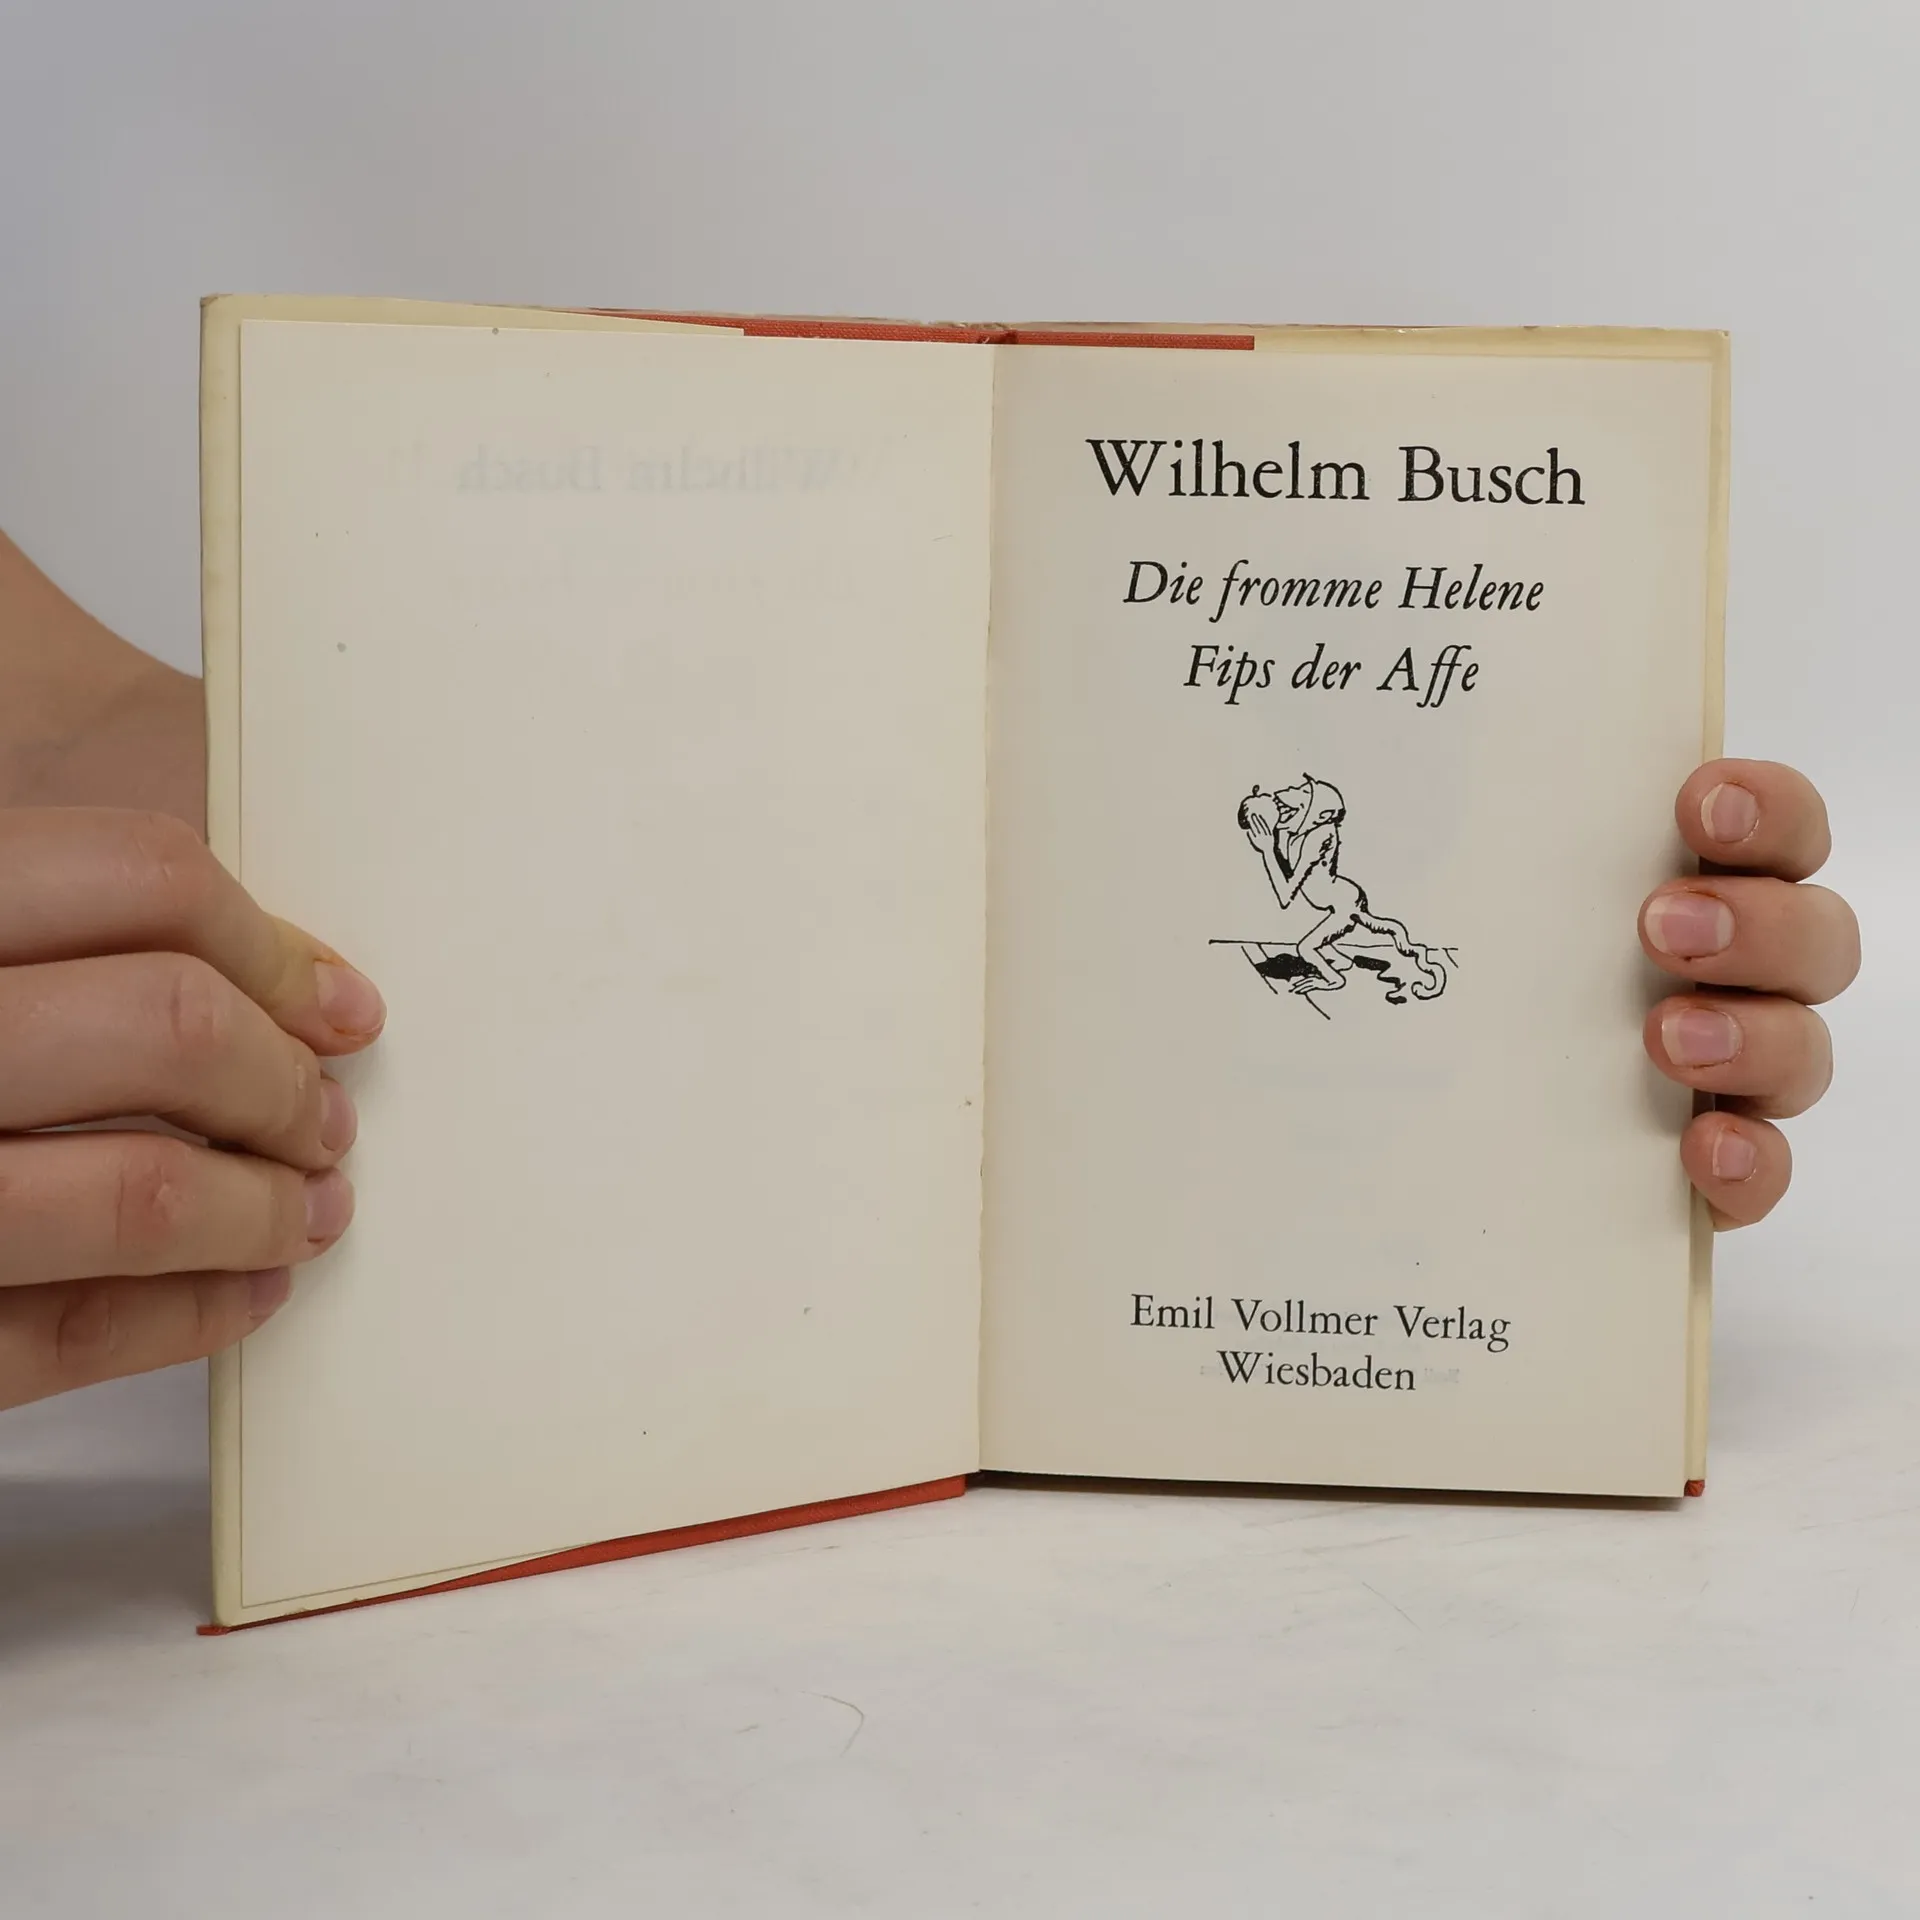 Wilhelm Busch
Die fromme Helene
Fips der Affe
Emil Vollmer Verlag
Wiesbaden